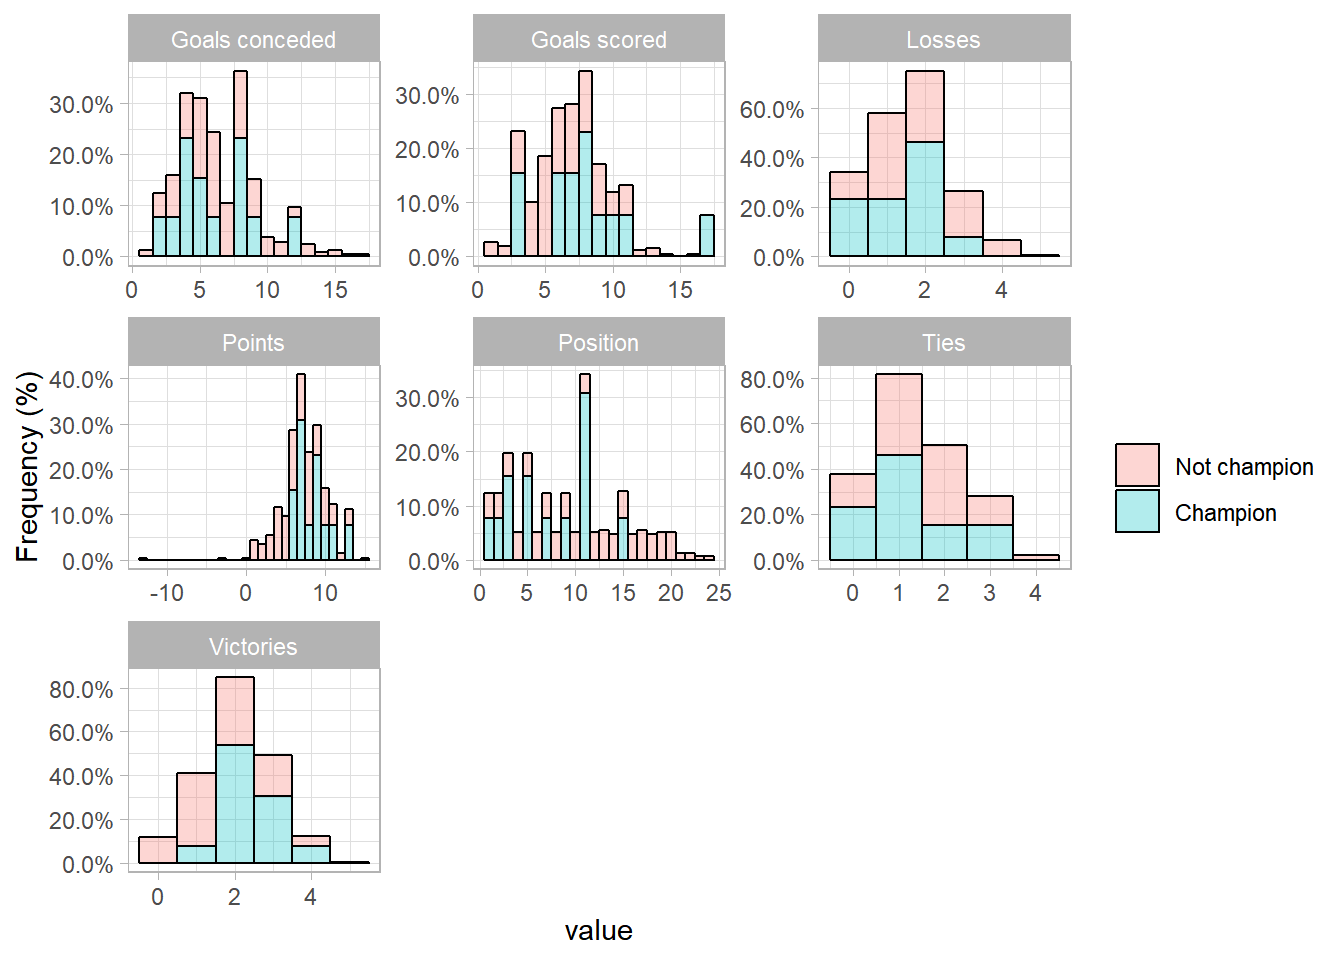 Goals conceded
Goals scored
Losses
30.0%
20.0%
10.0%
0.0%
0 5 10 15
30.0%
20.0%
10.0%
0.0%
0 5 10 15
60.0%
40.0%
20.0%
0.0%
0 2 4
Points
Position
Ties
40.0%
30.0%
20.0%
10.0%
0.0%
-10 0 10
30.0%
20.0%
10.0%
0.0%
0 5 10 15 20 25
80.0%
60.0%
40.0%
20.0%
0.0%
0 1 2 3 4
Victories
80.0%
60.0%
40.0%
20.0%
0.0%
0 2 4
Frequency (%)
value
Not champion
Champion